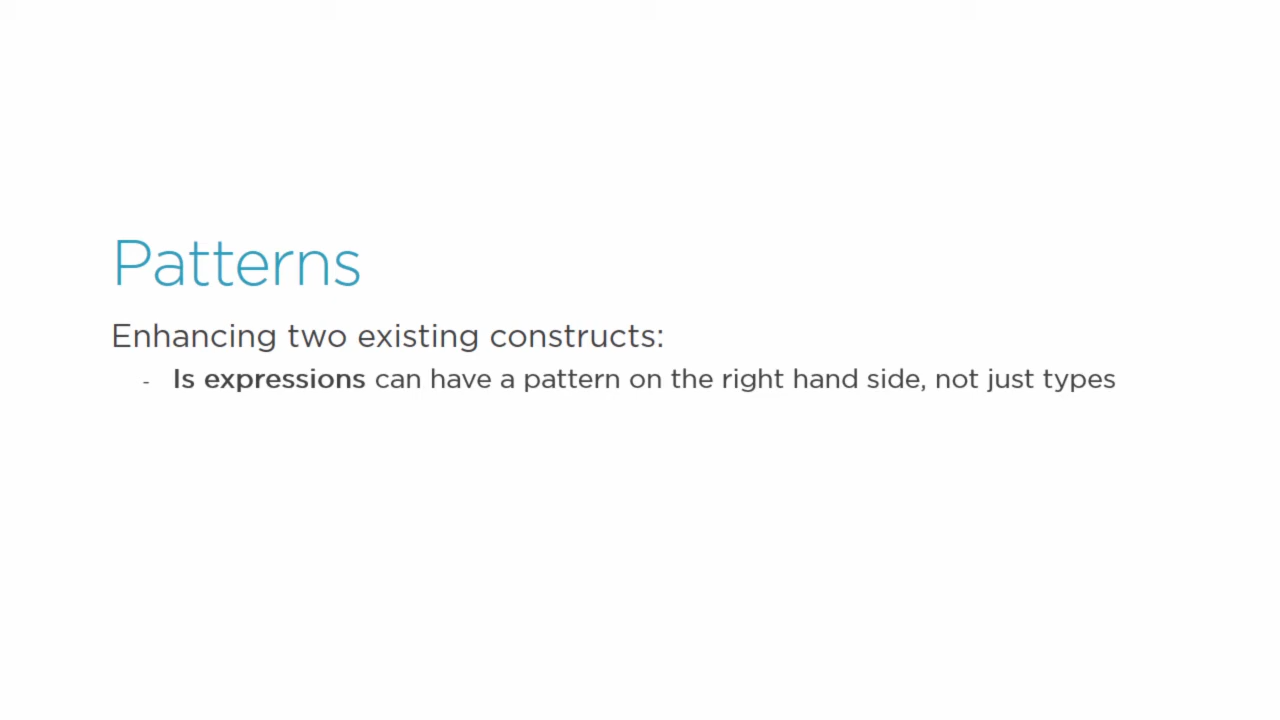 Patterns
Enhancing two existing constructs:
- Is expressions can have a pattern on the right hand side, not just types